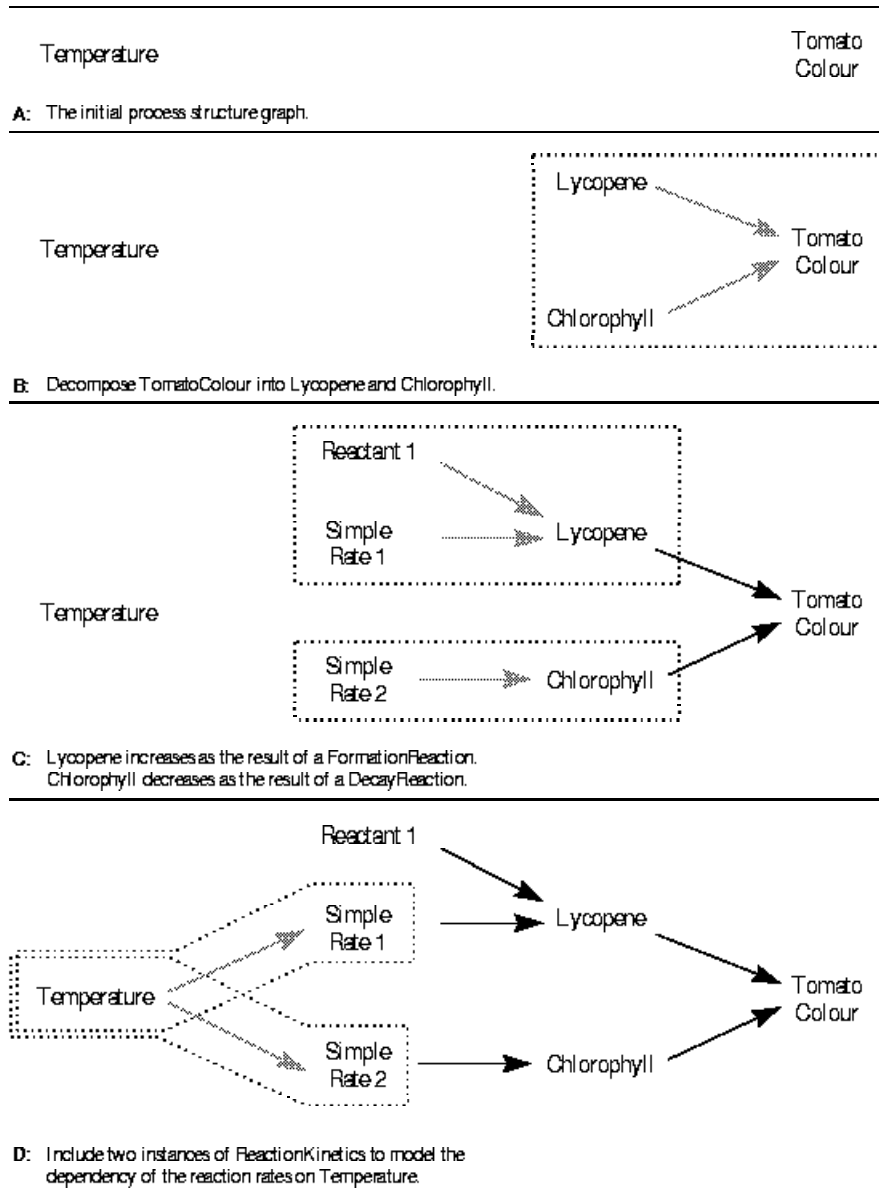 Temperature
Tomato
Colour
A: The initial process structure graph.
Lycopene
Temperature
Tomato
Colour
Chlorophyll
B: Decompose TomatoColour into Lycopene and Chlorophyll.
Reactant 1
Simple
Rate 1
Lycopene
Temperature
Tomato
Colour
Simple
Rate 2
Chlorophyll
C: Lycopene increases as the result of a FormationReaction.
Chlorophyll decreases as the result of a DecayReaction.
Reactant 1
Simple
Rate 1
Lycopene
Temperature
Tomato
Colour
Simple
Rate 2
Chlorophyll
D: Include two instances of ReactionKinetics to model the
dependency of the reaction rates on Temperature.